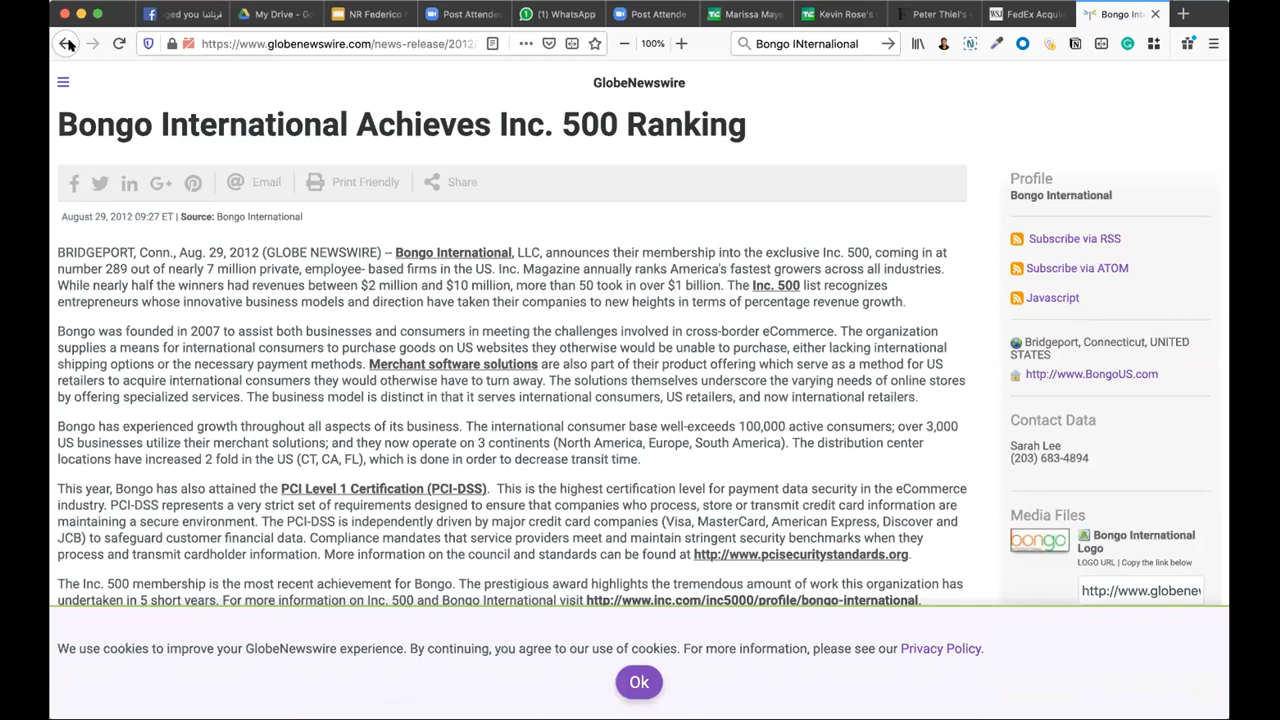 aged you
My Drive - Go
NR Federico
Post Attende
(1) WhatsApp
Post Attende
Marissa Maye
Kevin Rose's
Peter Thiel's
WSJ
FedEx Acqui
Bongo Int
https://www.globenewswire.com/news-release/2012/
100%
Bongo INternational
GlobeNewswire
Bongo International Achieves Inc. 500 Ranking
Email
Print Friendly
Share
August 29, 2012 09:27 ET | Source: Bongo International
BRIDGEPORT, Conn., Aug. 29, 2012 (GLOBE NEWSWIRE) – Bongo International, LLC, announces their membership into the exclusive Inc. 500, coming in at
number 289 out of nearly 7 million private, employee- based firms in the US. Inc. Magazine annually ranks America's fastest growers across all industries.
While nearly half the winners had revenues between $2 million and $10 million, more than 50 took in over $1 billion. The Inc. 500 list recognizes
entrepreneurs whose innovative business models and direction have taken their companies to new heights in terms of percentage revenue growth.
Bongo was founded in 2007 to assist both businesses and consumers in meeting the challenges involved in cross-border eCommerce. The organization
supplies a means for international consumers to purchase goods on US websites they otherwise would be unable to purchase, either lacking international
shipping options or the necessary payment methods. Merchant software solutions are also part of their product offering which serve as a method for US
retailers to acquire international consumers they would otherwise have to turn away. The solutions themselves underscore the varying needs of online stores
by offering specialized services. The business model is distinct in that it serves international consumers, US retailers, and now international retailers.
Bongo has experienced growth throughout all aspects of its business. The international consumer base well-exceeds 100,000 active consumers; over 3,000
US businesses utilize their merchant solutions; and they now operate on 3 continents (North America, Europe, South America). The distribution center
locations have increased 2 fold in the US (CT, CA, FL), which is done in order to decrease transit time.
This year, Bongo has also attained the PCI Level 1 Certification (PCI-DSS). This is the highest certification level for payment data security in the eCommerce
industry. PCI-DSS represents a very strict set of requirements designed to ensure that companies who process, store or transmit credit card information are
maintaining a secure environment. The PCI-DSS is independently driven by major credit card companies (Visa, MasterCard, American Express, Discover and
JCB) to safeguard customer financial data. Compliance mandates that service providers meet and maintain stringent security benchmarks when they
process and transmit cardholder information. More information on the council and standards can be found at http://www.pcisecuritystandards.org.
The Inc. 500 membership is the most recent achievement for Bongo. The prestigious award highlights the tremendous amount of work this organization has
undertaken in 5 short years. For more information on Inc. 500 and Bongo International visit http://www.inc.com/inc5000/profile/bongo-international.
Profile
Bongo International
Subscribe via RSS
Subscribe via ATOM
Javascript
Bridgeport, Connecticut, UNITED
STATES
http://www.BongoUS.com
Contact Data
Sarah Lee
(203) 683-4894
Media Files
bongo
Bongo International
Logo
LOGO URL | Copy the link below
http://www.globenew
We use cookies to improve your GlobeNewswire experience. By continuing, you agree to our use of cookies. For more information, please see our Privacy Policy.
Ok